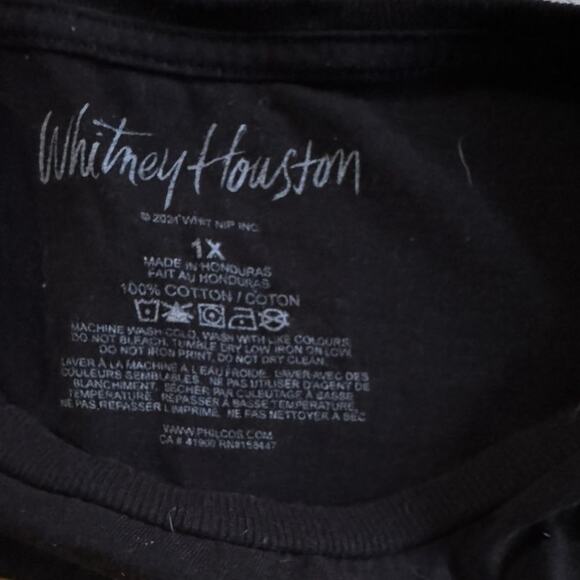 Whitney Houston
© 2021 WHIT NIP INC.
1X
MADE IN HONDURAS
FAIT AU HONDURAS
100% COTTON / COTON
MACHINE WASH COLD, WASH WITH LIKE COLOURS
DO NOT BLEACH, TUMBLE DRY LOW, IRON ON LOW,
DO NOT IRON PRINT, DO NOT DRY CLEAN.
LAVER À LA MACHINE À L'EAU FROIDE. LAVER AVEC DES
COULEURS SEMBLABLES. NE PAS UTILISER D'AGENT DE
BLANCHIMENT. SÉCHER PAR CULBUTAGE À BASSE
TEMPÉRATURE. REPASSER À BASSE TEMPÉRATURE.
NE PAS REPASSER L'IMPRIMÉ. NE PAS NETTOYER À SEC
WWW.PHILCOS.COM
CA # 41900 RN#158447